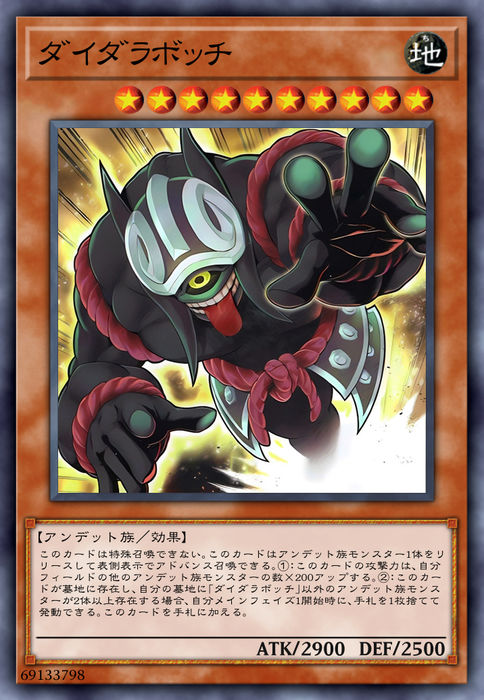 ダイダラボッチ
ち
地
【アンデット族／効果】
このカードは特殊召喚できない。このカードはアンデット族モンスター1体をリ
リースして表側表示でアドバンス召喚できる。①：このカードの攻撃力は、自分
フィールドの他のアンデット族モンスターの数×200アップする。②：このカー
ドが墓地に存在し、自分の墓地に「ダイダラボッチ」以外のアンデット族モン
スターが2体以上存在する場合、自分メインフェイズ1開始時に、手札を1枚捨てて
発動できる。このカードを手札に加える。
ATK/2900 DEF/2500
69133798